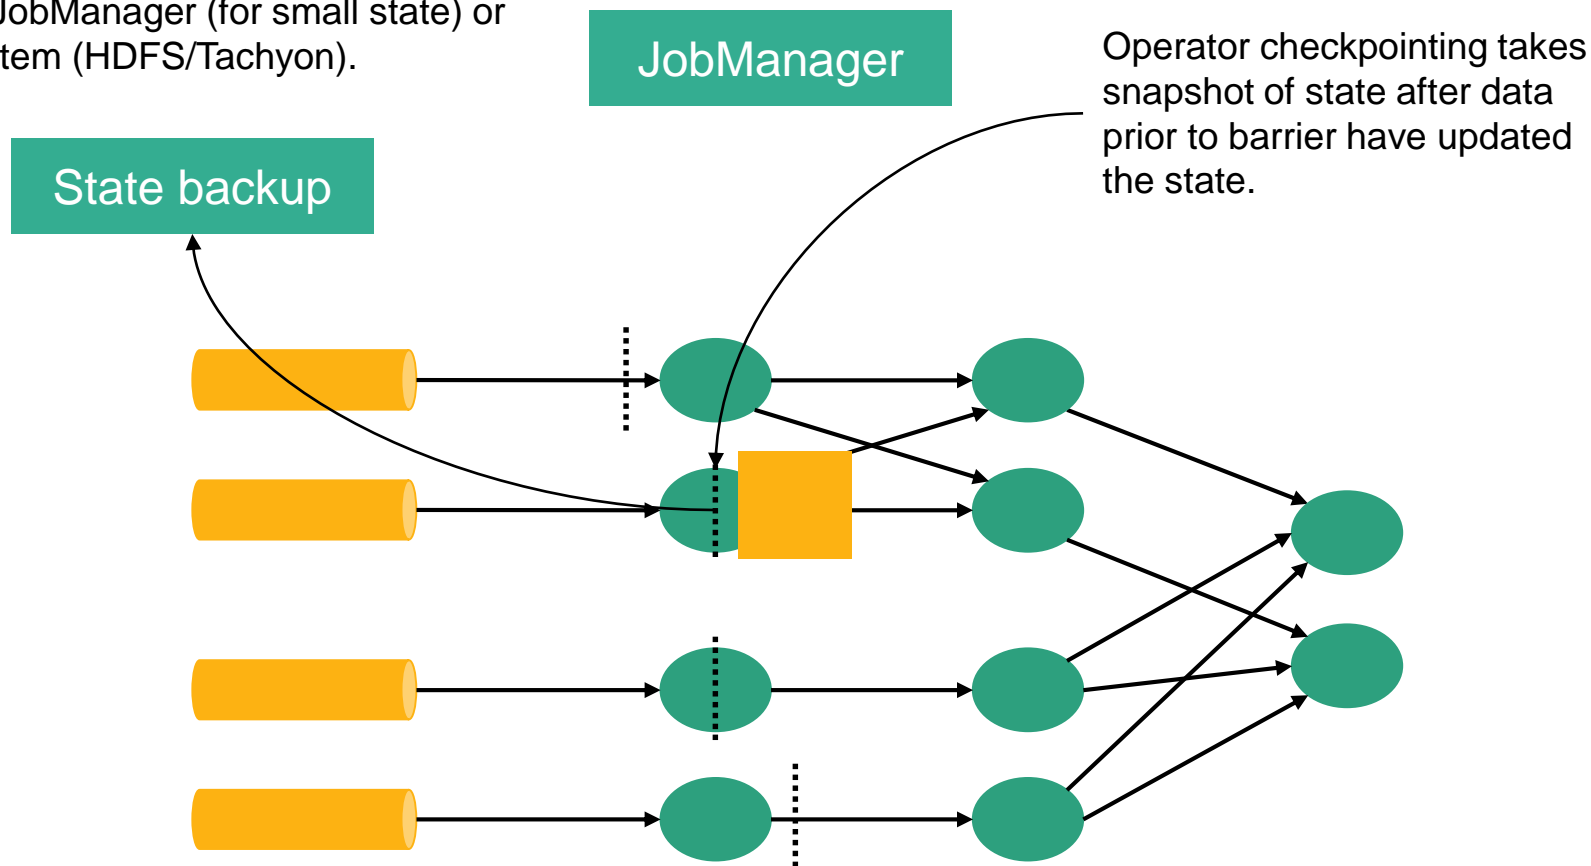 JobManager (for small state) or
tem (HDFS/Tachyon).
JobManager
Operator checkpointing takes
snapshot of state after data
prior to barrier have updated
the state.
State backup